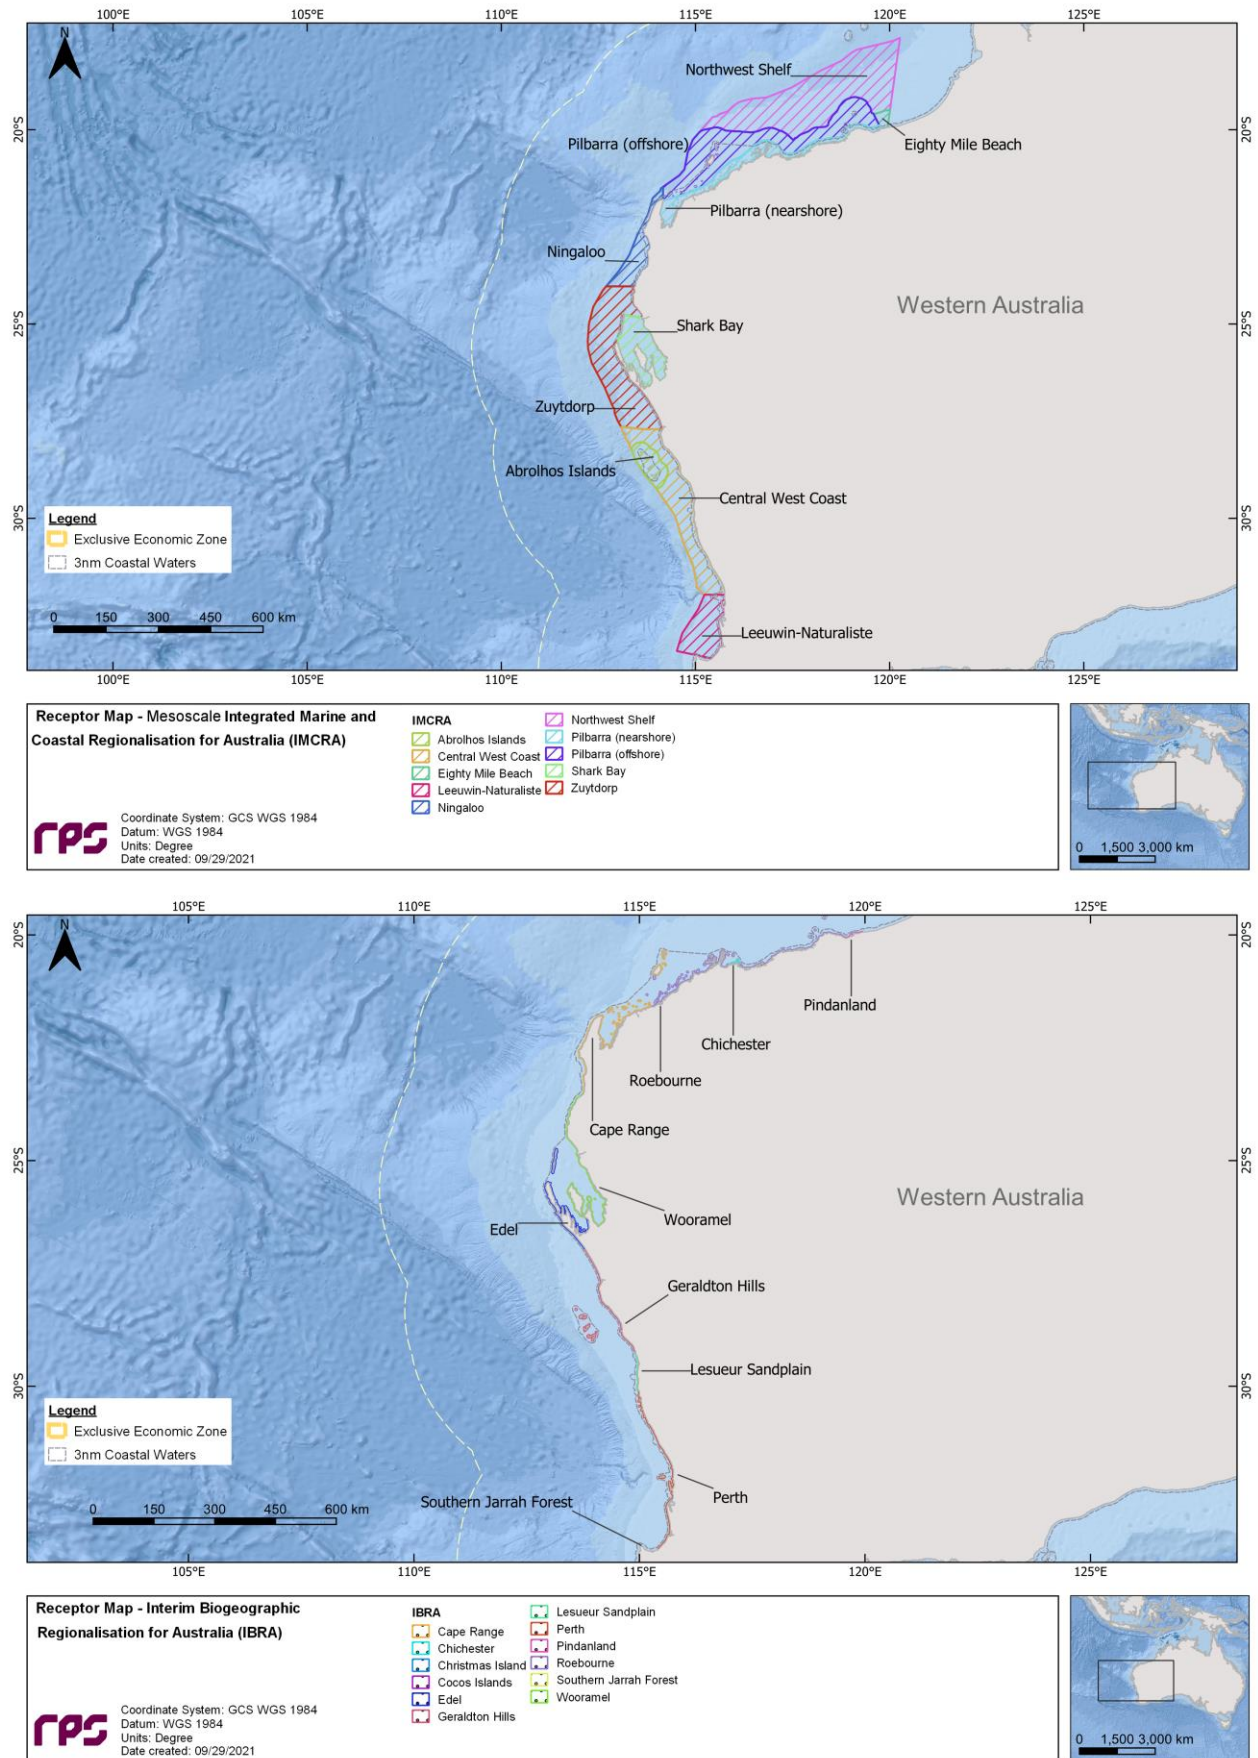 100°E 105°E 110°E 115°E 120°E 125°E
N
Northwest Shelf
20°S
20°S
Pilbarra (offshore)
Eighty Mile Beach
Pilbarra (nearshore)
Ningaloo
Western Australia
25°S
25°S
Shark Bay
Zuytdorp
Abrolhos Islands
Central West Coast
30°S
30°S
Legend
Exclusive Economic Zone
3nm Coastal Waters
0 150 300 450 600 km
Leeuwin-Naturaliste
100°E 105°E 110°E 115°E 120°E 125°E
Receptor Map - Mesoscale Integrated Marine and
Coastal Regionalisation for Australia (IMCRA)
IMCRA
Abrolhos Islands
Central West Coast
Eighty Mile Beach
Leeuwin-Naturaliste
Ningaloo
Northwest Shelf
Pilbarra (nearshore)
Pilbarra (offshore)
Shark Bay
Zuytdorp
rps
Coordinate System: GCS WGS 1984
Datum: WGS 1984
Units: Degree
Date created: 09/29/2021
0 1,500 3,000 km
105°E 110°E 115°E 120°E 125°E
N
20°S
20°S
Pindanland
Chichester
Roebourne
Cape Range
25°S
25°S
Western Australia
Wooramel
Edel
Geraldton Hills
Lesueur Sandplain
30°S
30°S
Legend
Exclusive Economic Zone
3nm Coastal Waters
0 150 300 450 600 km
Southern Jarrah Forest
Perth
105°E 110°E 115°E 120°E 125°E
Receptor Map - Interim Biogeographic
Regionalisation for Australia (IBRA)
IBRA
Cape Range
Chichester
Christmas Island
Cocos Islands
Edel
Geraldton Hills
Lesueur Sandplain
Perth
Pindanland
Roebourne
Southern Jarrah Forest
Wooramel
rps
Coordinate System: GCS WGS 1984
Datum: WGS 1984
Units: Degree
Date created: 09/29/2021
0 1,500 3,000 km